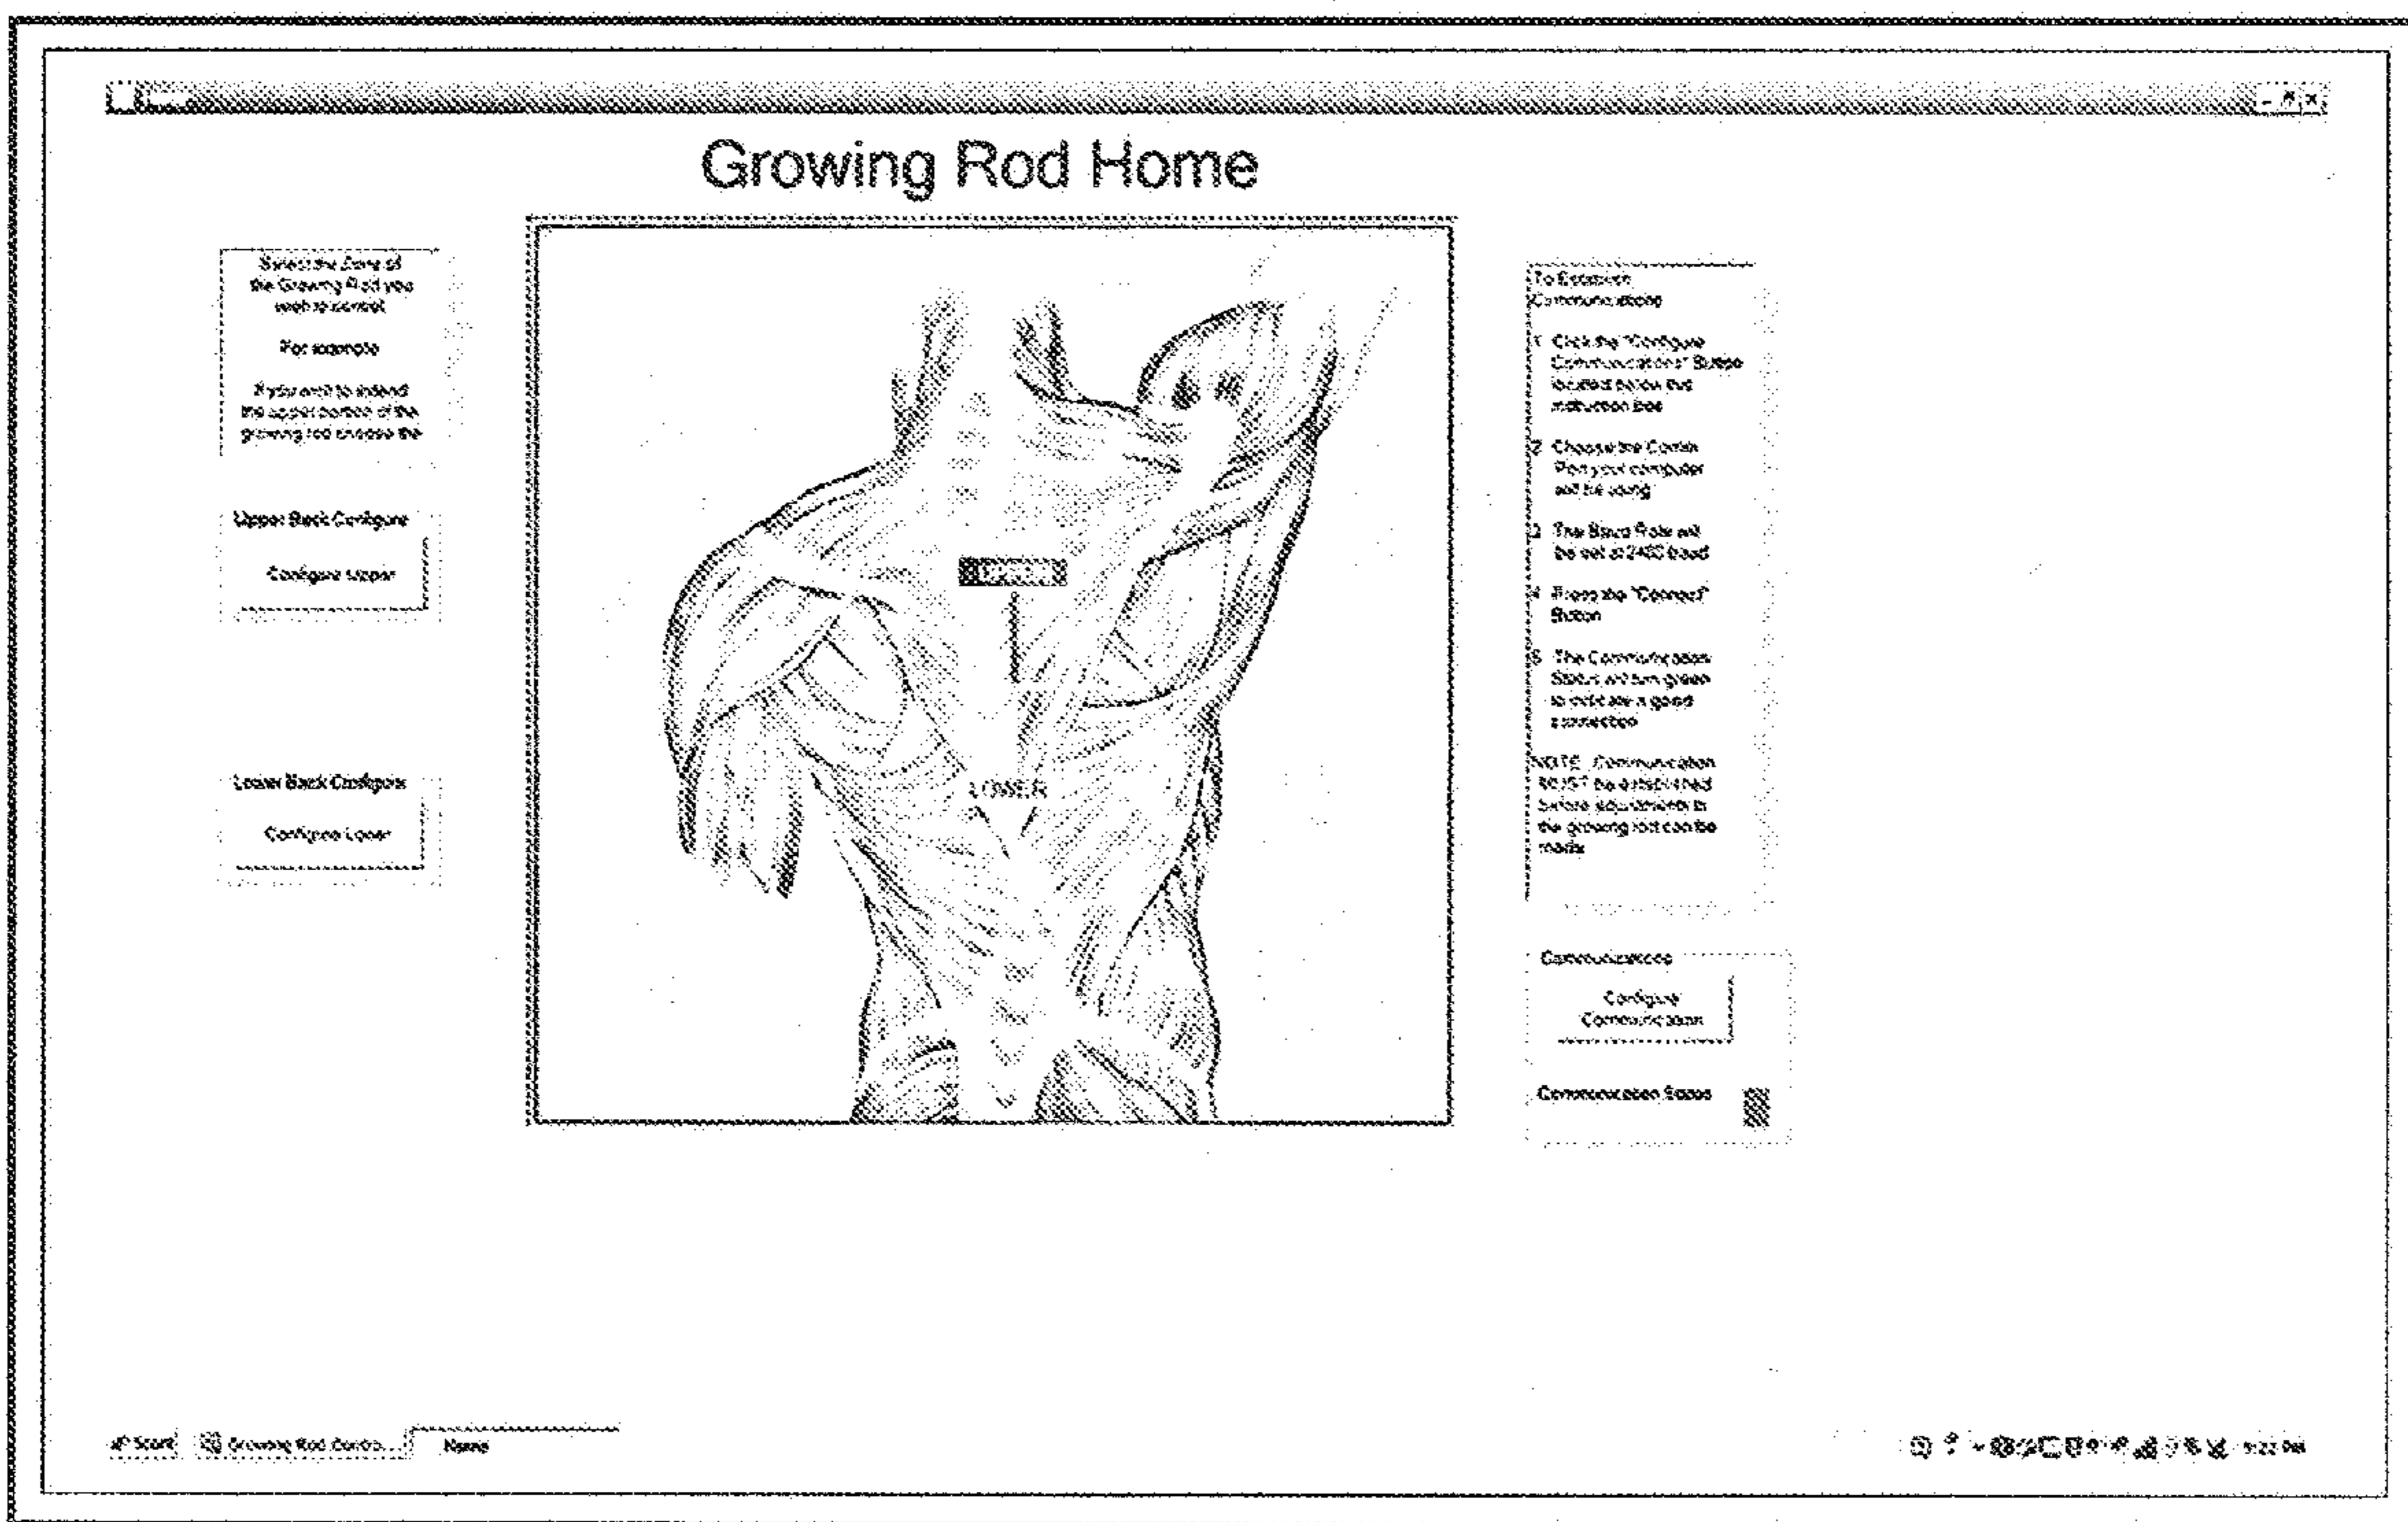 Growing Rod Home
Select the Zone of
the Growing Rod you
wish to control
For example
If you want to extend
the upper portion of the
growing rod choose the
Upper Back Configure
Configure Upper
Lower Back Configure
Configure Lower
UPPER
LOWER
To Establish
Communications
1 Click the "Configure
Communications" Button
located below this
instruction box
2 Choose the Comm
Port your computer
will be using
3 The Baud Rate will
be set at 2400 baud
4 Press the "Connect"
Button
5 The Communication
Status will turn green
to indicate a good
connection
NOTE Communication
MUST be established
before adjustments to
the growing rod can be
made
Communications
Configure
Communication
Communication Status
Start
Growing Rod Contro...
Home